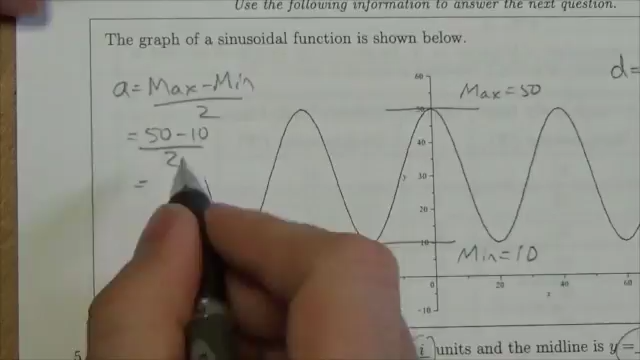 Use the following information to answer the next question.
The graph of a sinusoidal function is shown below.
d=
a= Max-Min
2
= 50-10
2
=
60
Max=50
50
40
30
20
10
Min=10
20
40
60
x
-10
5
i units and the midline is y=